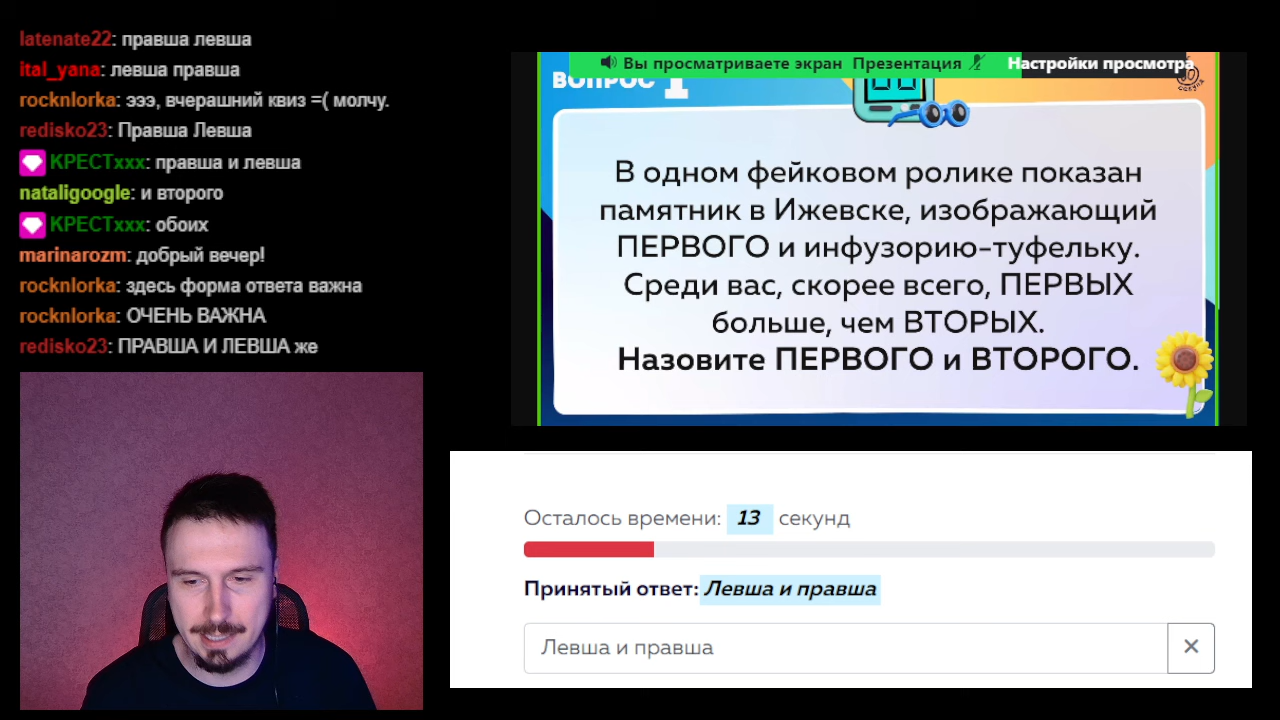 latenate22: правша левша
ital_yana: левша правша
rocknlorka: эээ, вчерашний квиз =( молчу.
redisko23: Правша Левша
КРЕСТxxx: правша и левша
nataligoogle: и второго
КРЕСТxxx: обоих
marinarozm: добрый вечер!
rocknlorka: здесь форма ответа важна
rocknlorka: ОЧЕНЬ ВАЖНА
redisko23: ПРАВША И ЛЕВША же
Вы просматриваете экран Презентация Настройки просмотра
ВОПРОС 1
В одном фейковом ролике показан
памятник в Ижевске, изображающий
ПЕРВОГО и инфузорию-туфельку.
Среди вас, скорее всего, ПЕРВЫХ
больше, чем ВТОРЫХ.
Назовите ПЕРВОГО и ВТОРОГО.
Осталось времени: 13 секунд
Принятый ответ: Левша и правша
Левша и правша